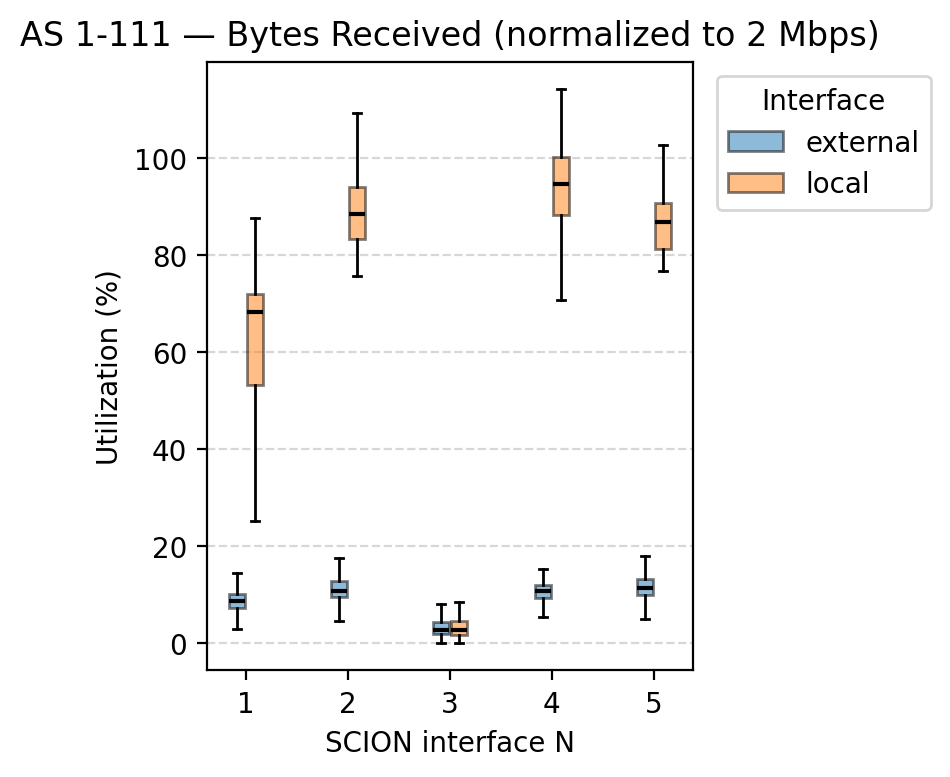 AS 1-111 — Bytes Received (normalized to 2 Mbps)
Interface
external
local
100
80
60
40
20
0
Utilization (%)
1 2 3 4 5
SCION interface N